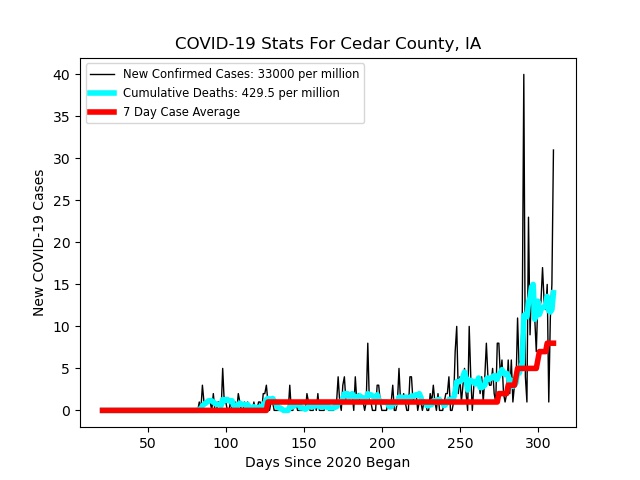 COVID-19 Stats For Cedar County, IA
New Confirmed Cases: 33000 per million
Cumulative Deaths: 429.5 per million
7 Day Case Average
New COVID-19 Cases
40
35
30
25
20
15
10
5
0
50 100 150 200 250 300
Days Since 2020 Began